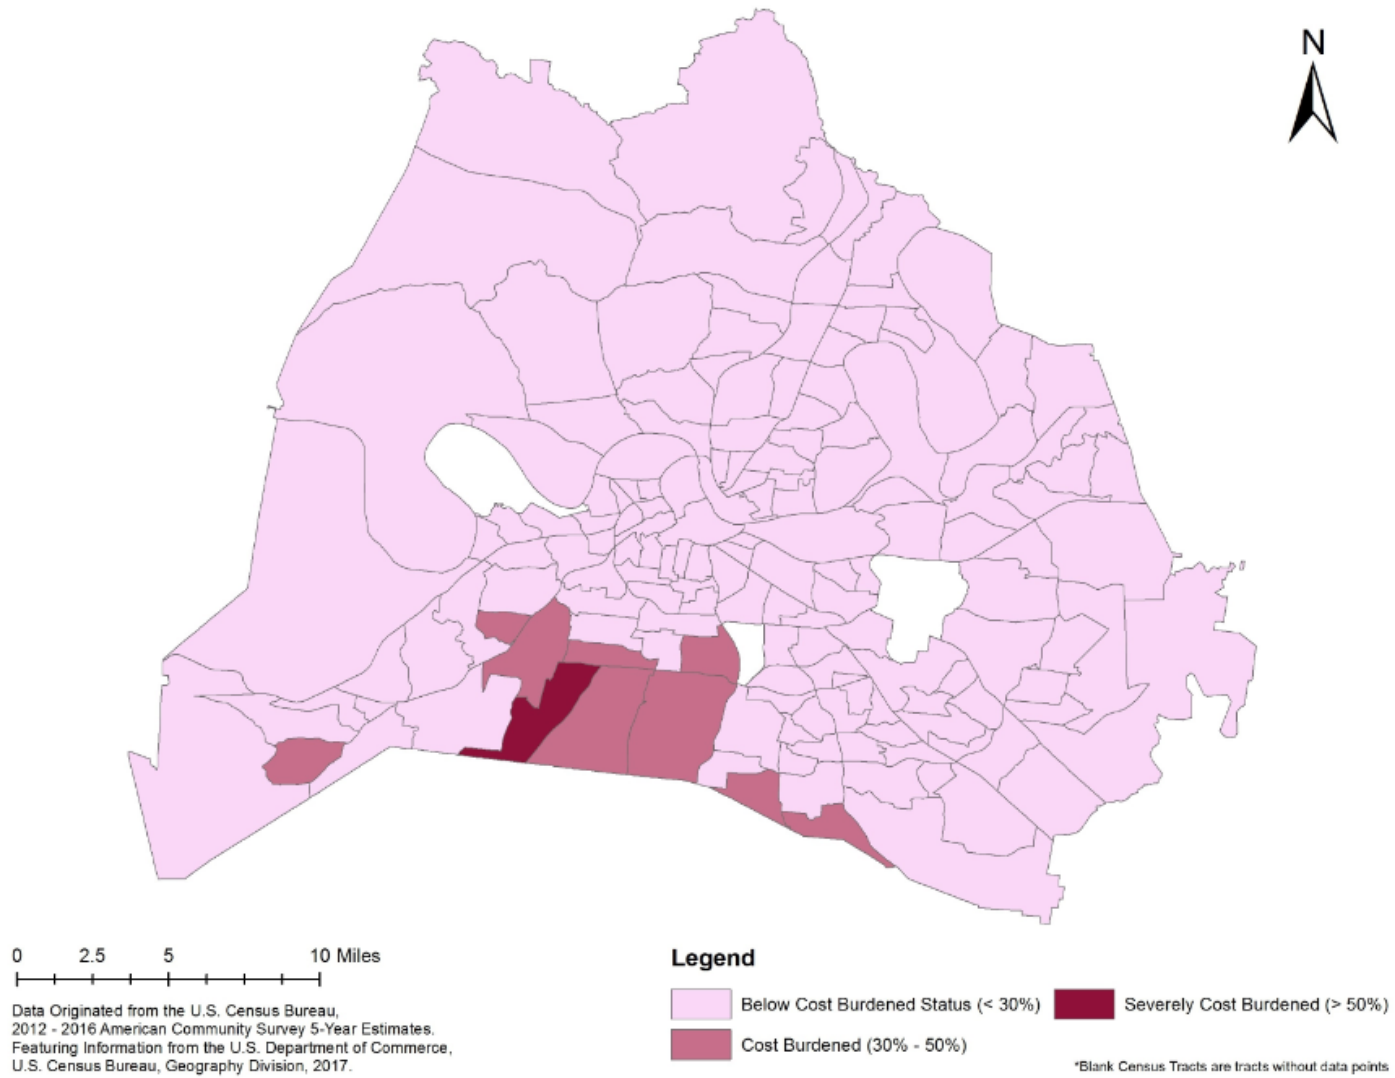 N
0 2.5 5 10 Miles
Data Originated from the U.S. Census Bureau,
2012 - 2016 American Community Survey 5-Year Estimates.
Featuring Information from the U.S. Department of Commerce,
U.S. Census Bureau, Geography Division, 2017.
Legend
Below Cost Burdened Status (< 30%)
Severely Cost Burdened (> 50%)
Cost Burdened (30% - 50%)
*Blank Census Tracts are tracts without data points